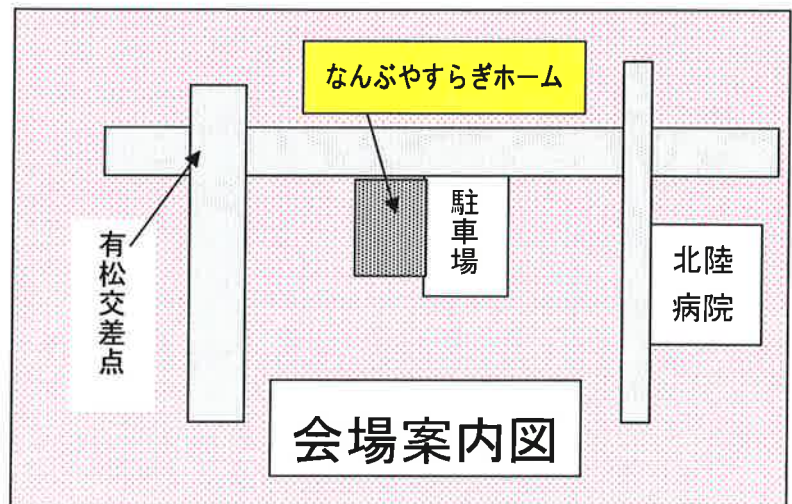 なんぶやすらぎホーム
有松交差点
駐車場
北陸
病院
会場案内図